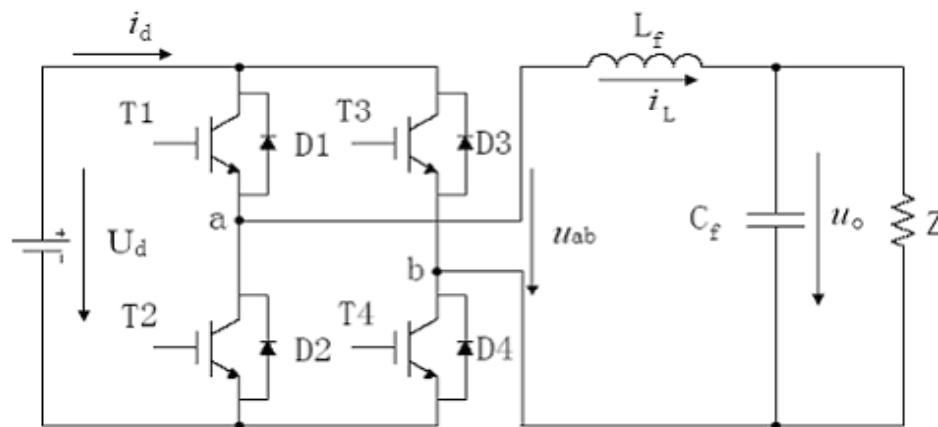 i_d
L_f
i_L
T1
D1
T3
D3
a
b
+
-
U_d
u_ab
C_f
u_o
Z
T2
D2
T4
D4